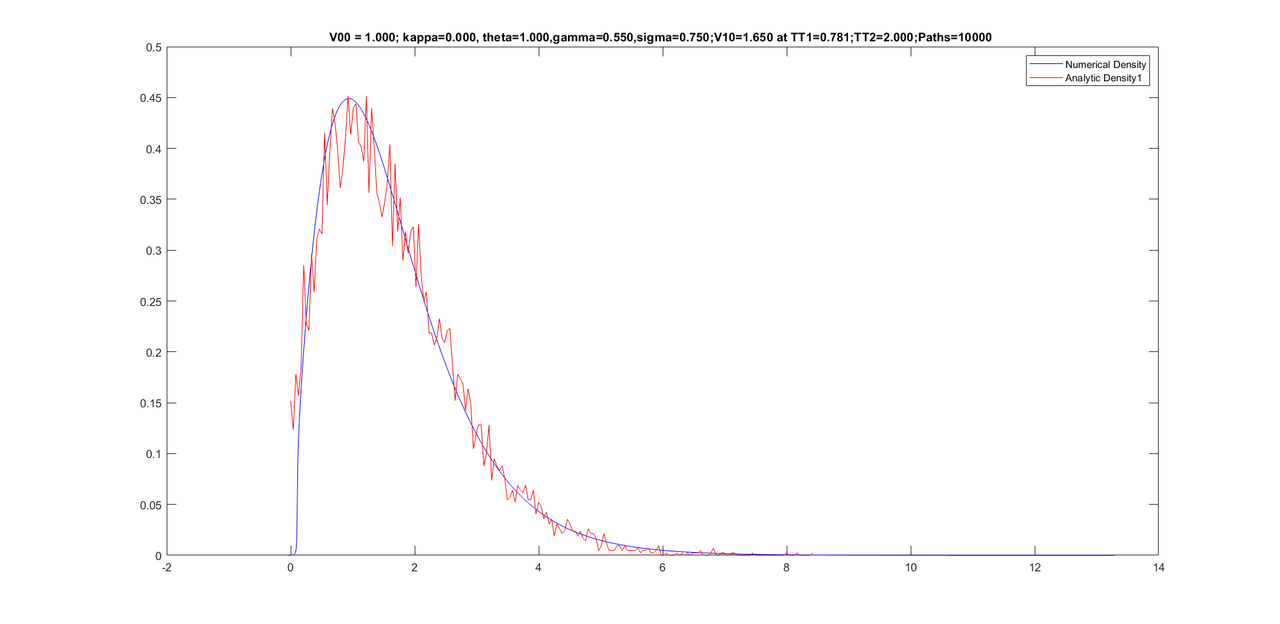 V00 = 1.000; kappa=0.000, theta=1.000,gamma=0.550,sigma=0.750;V10=1.650 at TT1=0.781;TT2=2.000;Paths=10000
Numerical Density
Analytic Density1
0.5
0.45
0.4
0.35
0.3
0.25
0.2
0.15
0.1
0.05
0
-2 0 2 4 6 8 10 12 14